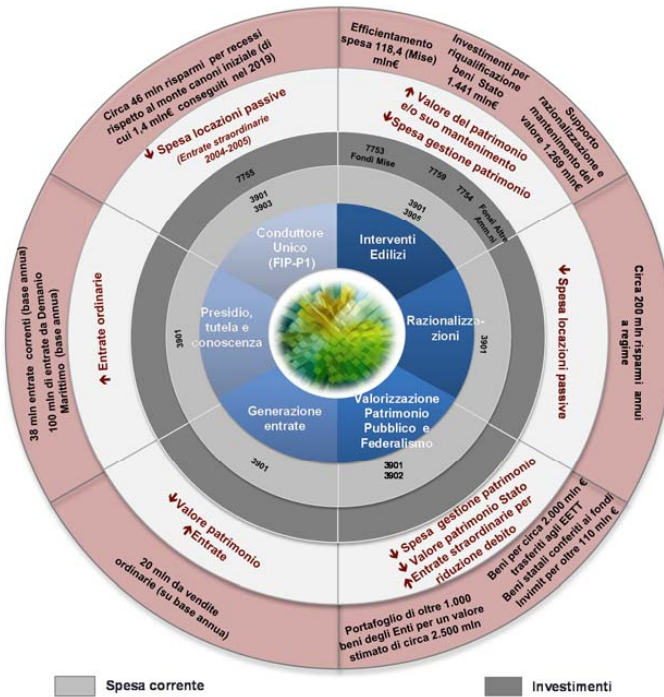 Circa 46 mln risparmi per recessi
rispetto al monte canoni iniziale (di
cui 1,4 mln€ conseguiti nel 2019)
Efficientamento
spesa 118,4 (Mise)
mln€
Investimenti per
riqualificazione
beni Stato
1.441 mln€
Supporto
razionalizzazione e
mantenimento del
valore 1.269 mln€
Spesa locazioni passive
(Entrate straordinarie
2004-2005)
Valore del patrimonio
e/o suo mantenimento
Spesa gestione patrimonio
7755
7753
Fondi Mise
7759
7754
Fondi Altre
Amm.ni
3901
3903
3901
3905
Conduttore
Unico
(FIP-P1)
Interventi
Edilizi
38 mln entrate correnti (base annua)
100 mln di entrate da Demanio
Marittimo (base annua)
Entrate ordinarie
3901
Presidio,
tutela e
conoscenza
Razionalizza-
zioni
3901
Spesa locazioni passive
Circa 200 mln risparmi annui
a regime
Generazione
entrate
Valorizzazione
Patrimonio
Pubblico e
Federalismo
3901
3901
3902
Valore patrimonio
Entrate
Spesa gestione patrimonio
Valore patrimonio Stato
Entrate straordinarie per
riduzione debito
20 mln da vendite
ordinarie (su base annua)
Portafoglio di oltre 1.000
beni degli Enti per un valore
stimato di circa 2.500 mln
Beni per circa 2.000 mln €
trasferiti agli EETT
Beni statali conferiti ai fondi
Invimit per oltre 110 mln €
Spesa corrente
Investimenti